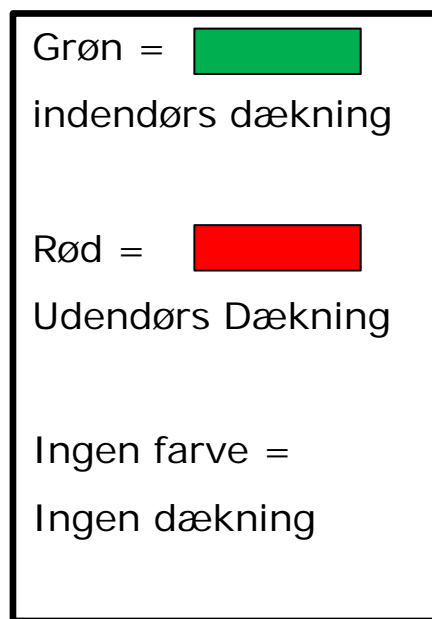 Grøn =
indendørs dækning
Rød =
Udendørs Dækning
Ingen farve =
Ingen dækning